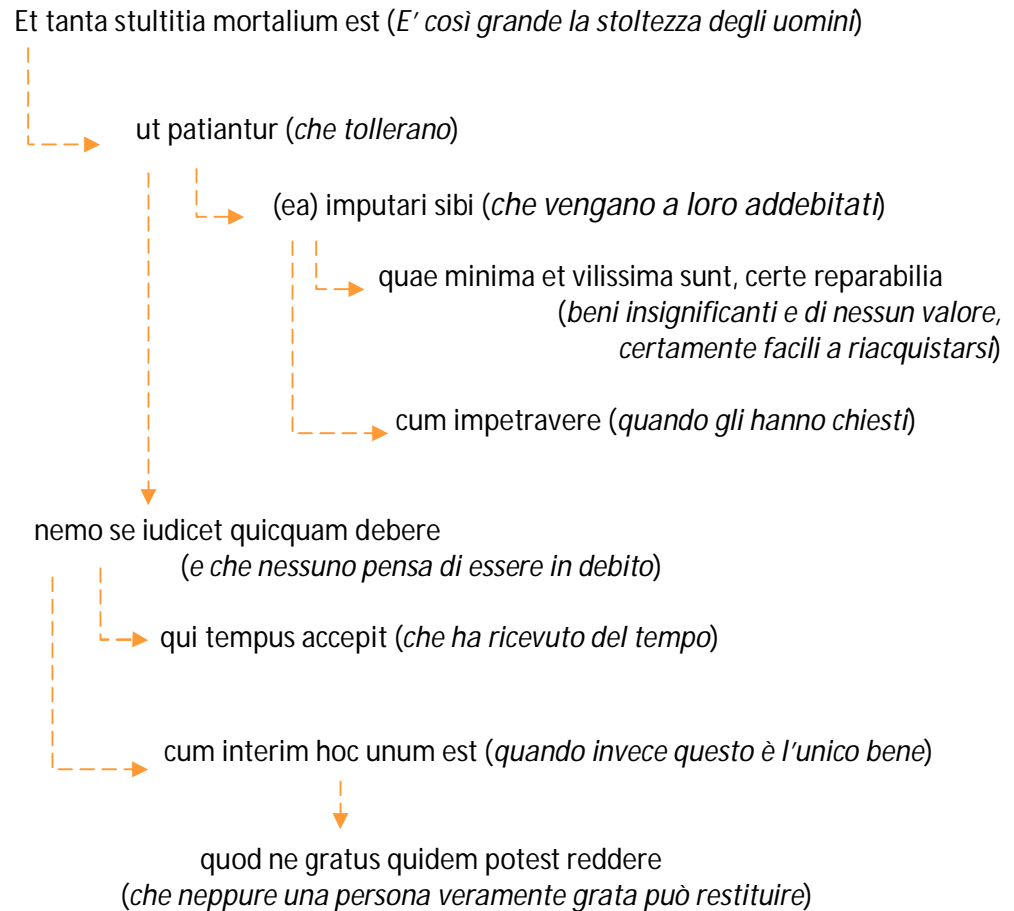 Et tanta stultitia mortalium est (E' così grande la stoltezza degli uomini)
ut patiantur (che tollerano)
(ea) imputari sibi (che vengano a loro addebitati)
quae minima et vilissima sunt, certe reparabilia
(beni insignificanti e di nessun valore,
certamente facili a riacquistarsi)
cum impetravere (quando gli hanno chiesti)
nemo se iudicet quicquam debere
(e che nessuno pensa di essere in debito)
qui tempus accepit (che ha ricevuto del tempo)
cum interim hoc unum est (quando invece questo è l'unico bene)
quod ne gratus quidem potest reddere
(che neppure una persona veramente grata può restituire)